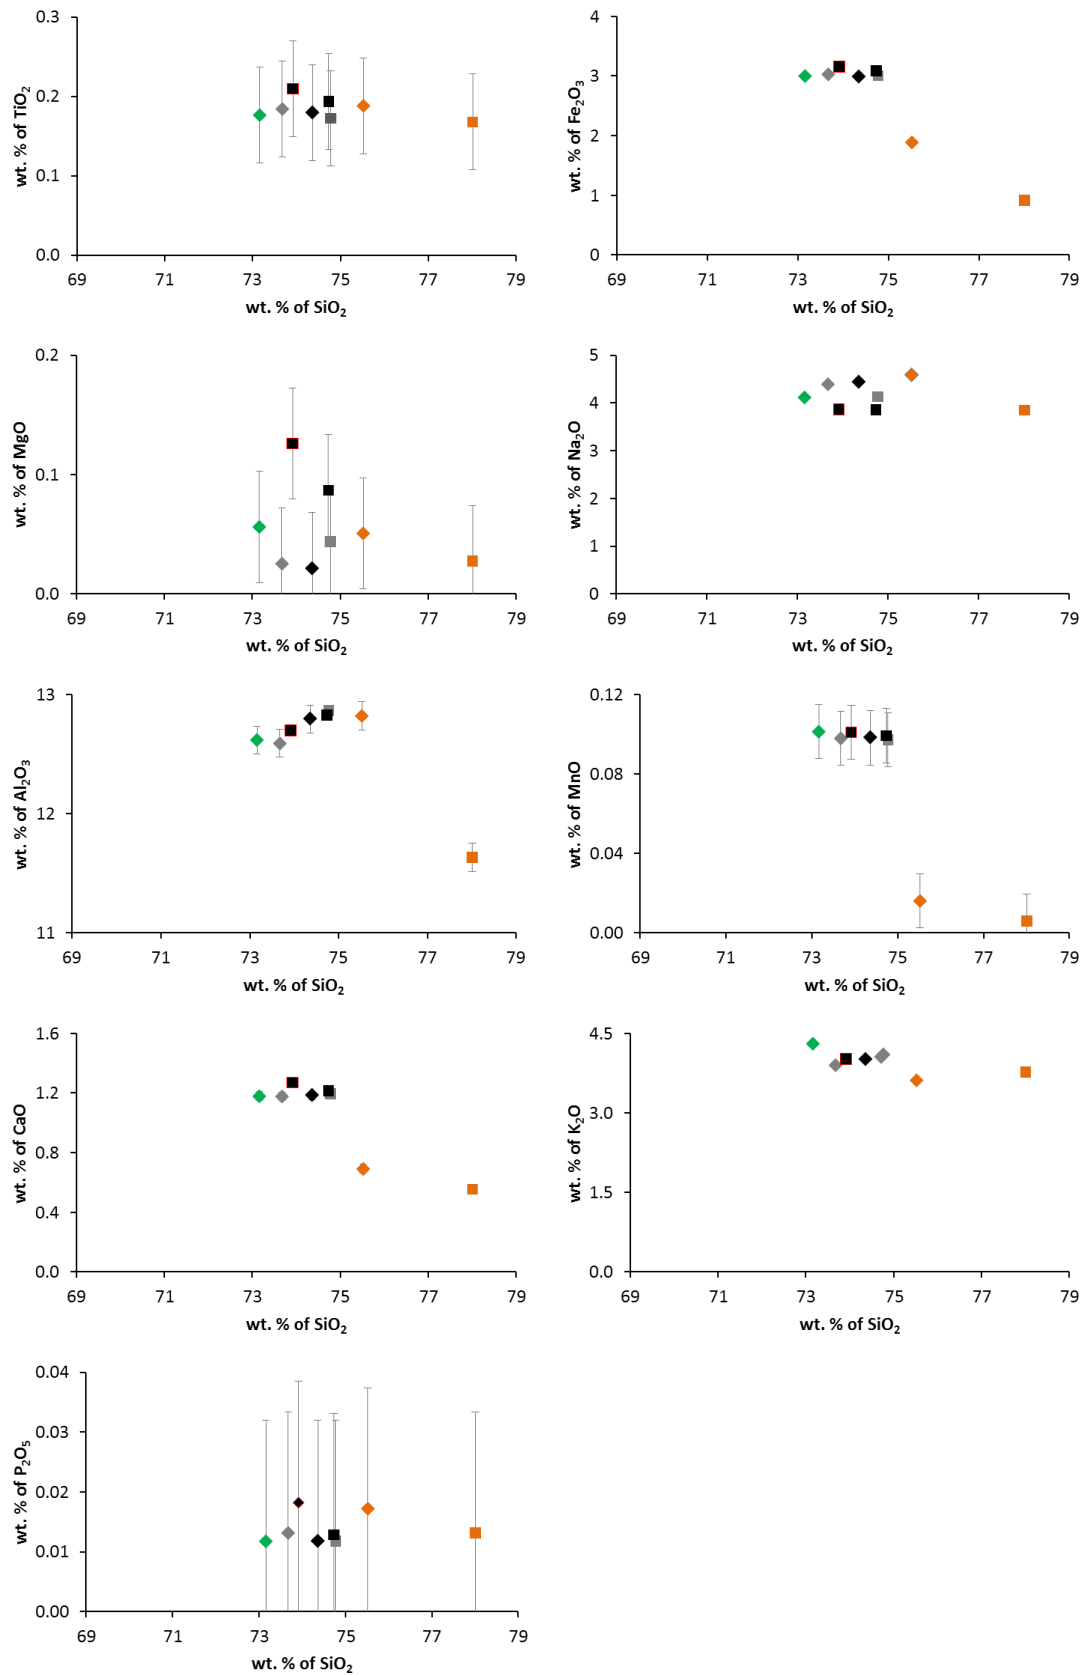 wt. % of TiO₂
0.3
0.2
0.1
0.0
69 71 73 75 77 79
wt. % of SiO₂
wt. % of Fe₂O₃
4
3
2
1
0
69 71 73 75 77 79
wt. % of SiO₂
wt. % of MgO
0.2
0.1
0.0
69 71 73 75 77 79
wt. % of SiO₂
wt. % of Na₂O
5
4
3
2
1
0
69 71 73 75 77 79
wt. % of SiO₂
wt. % of Al₂O₃
13
12
11
69 71 73 75 77 79
wt. % of SiO₂
wt. % of MnO
0.12
0.08
0.04
0.00
69 71 73 75 77 79
wt. % of SiO₂
wt. % of CaO
1.6
1.2
0.8
0.4
0.0
69 71 73 75 77 79
wt. % of SiO₂
wt. % of K₂O
4.5
3.0
1.5
0.0
69 71 73 75 77 79
wt. % of SiO₂
wt. % of P₂O₅
0.04
0.03
0.02
0.01
0.00
69 71 73 75 77 79
wt. % of SiO₂